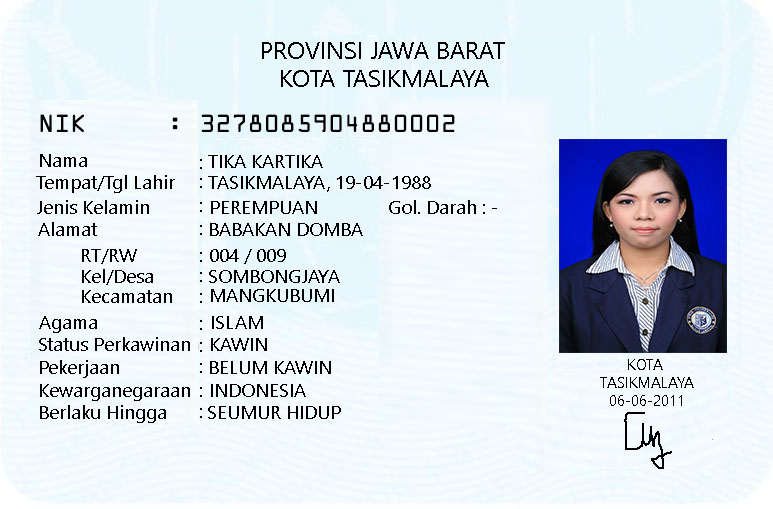 PROVINSI JAWA BARAT
KOTA TASIKMALAYA
NIK : 3278085904880002
Nama : TIKA KARTIKA
Tempat/Tgl Lahir : TASIKMALAYA, 19-04-1988
Jenis Kelamin : PEREMPUAN Gol. Darah : -
Alamat : BABAKAN DOMBA
RT/RW : 004 / 009
Kel/Desa : SOMBONGJAYA
Kecamatan : MANGKUBUMI
Agama : ISLAM
Status Perkawinan : KAWIN
Pekerjaan : BELUM KAWIN
Kewarganegaraan : INDONESIA
Berlaku Hingga : SEUMUR HIDUP
KOTA
TASIKMALAYA
06-06-2011